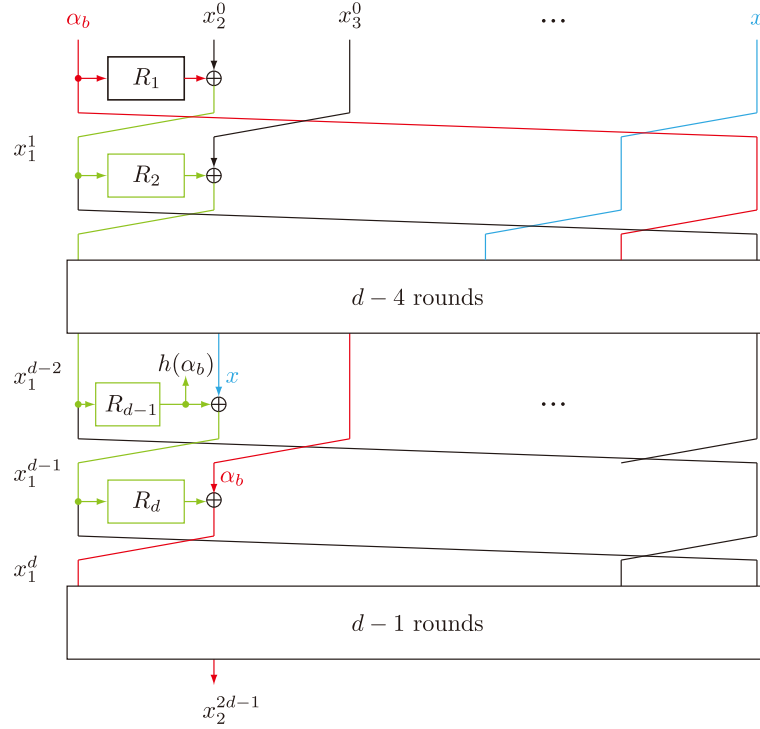 α_b x_2^0 x_3^0 ... x
R_1
x_1^1
R_2
d − 4 rounds
h(α_b)
x_1^{d−2} x
R_{d−1} ...
x_1^{d−1} α_b
R_d
x_1^d
d − 1 rounds
x_2^{2d−1}